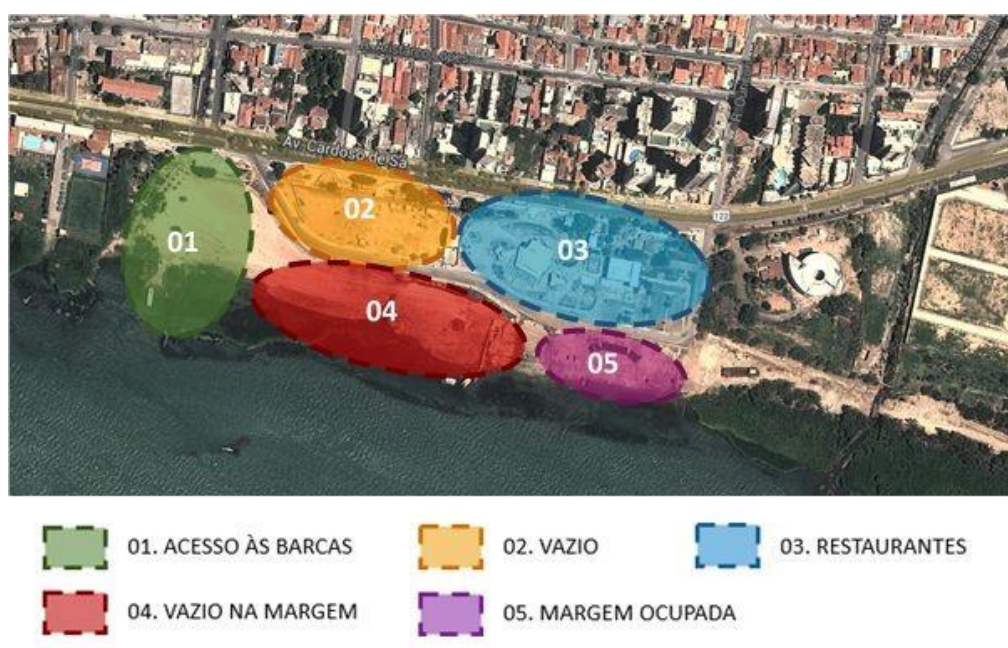 Av. Cardoso de Sá
122
01
02
03
04
05
01. ACESSO ÀS BARCAS
02. VAZIO
03. RESTAURANTES
04. VAZIO NA MARGEM
05. MARGEM OCUPADA